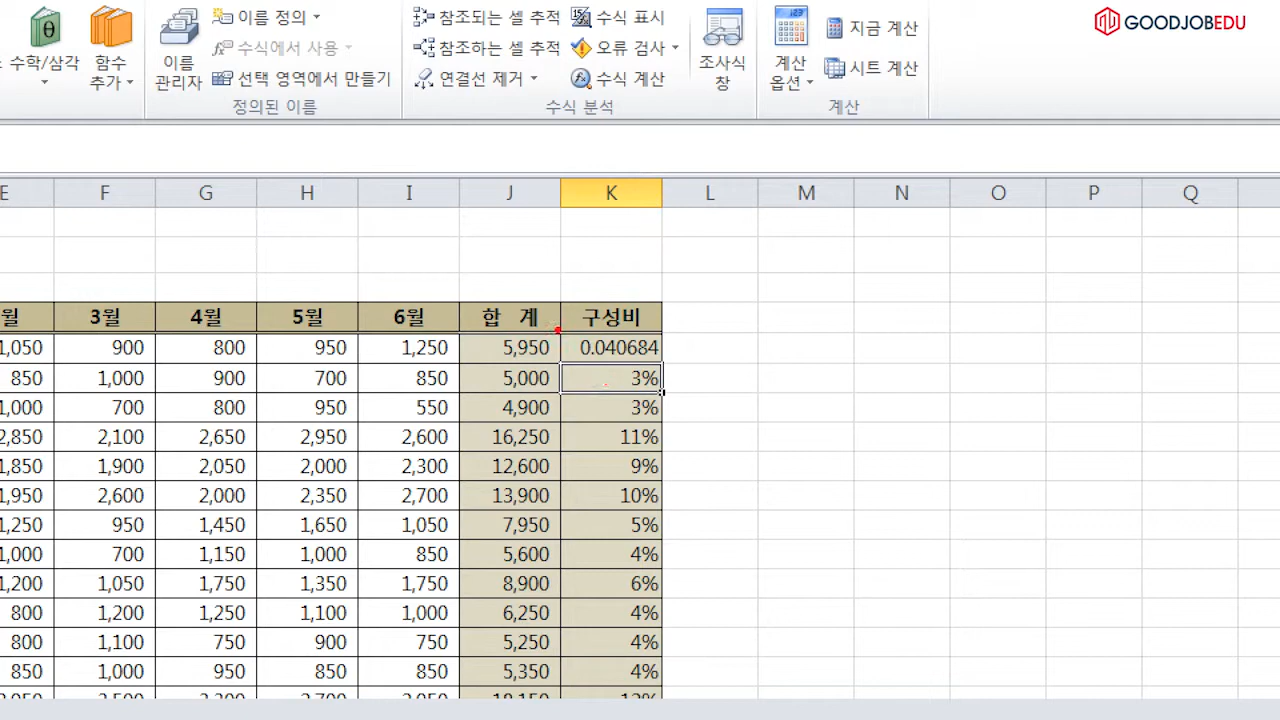 수학/삼각
함수
추가
이름
관리자
이름 정의
수식에서 사용
선택 영역에서 만들기
정의된 이름
참조되는 셀 추적
참조하는 셀 추적
연결선 제거
수식 표시
오류 검사
수식 계산
수식 분석
조사식
창
계산
옵션
지금 계산
시트 계산
계산
GOODJOBEDU
E F G H I J K L M N O P Q
월 3월 4월 5월 6월 합 계 구성비
1,050 900 800 950 1,250 5,950 0.040684
850 1,000 900 700 850 5,000 3%
1,000 700 800 950 550 4,900 3%
2,850 2,100 2,650 2,950 2,600 16,250 11%
1,850 1,900 2,050 2,000 2,300 12,600 9%
1,950 2,600 2,000 2,350 2,700 13,900 10%
1,250 950 1,450 1,650 1,050 7,950 5%
1,000 700 1,150 1,000 850 5,600 4%
1,200 1,050 1,750 1,350 1,750 8,900 6%
800 1,200 1,250 1,100 1,000 6,250 4%
800 1,100 750 900 750 5,250 4%
850 1,000 950 850 850 5,350 4%